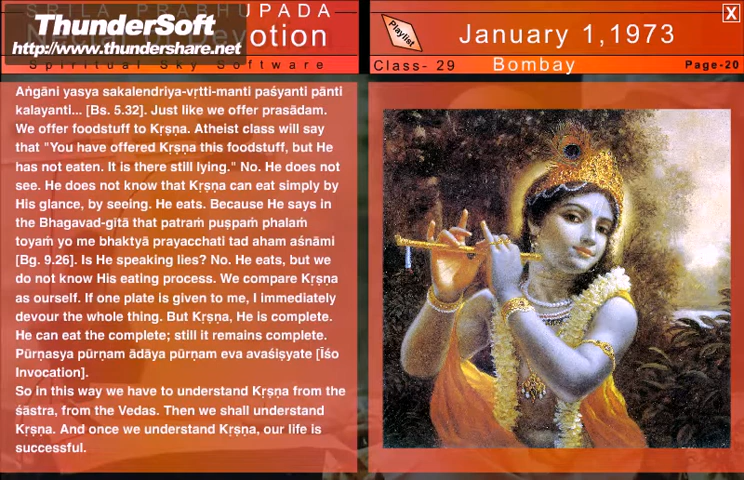 SRILA PRABHUPADA
ThunderSoft
http://www.thundershare.net
Spiritual Sky Software
Playlist
January 1,1973
X
Class- 29
Bombay
Page-20
Aṅgāni yasya sakalendriya-vṛtti-manti paśyanti pānti
kalayanti... [Bs. 5.32]. Just like we offer prasādam.
We offer foodstuff to Kṛṣṇa. Atheist class will say
that "You have offered Kṛṣṇa this foodstuff, but He
has not eaten. It is there still lying." No. He does not
see. He does not know that Kṛṣṇa can eat simply by
His glance, by seeing. He eats. Because He says in
the Bhagavad-gītā that patraṁ puṣpaṁ phalaṁ
toyaṁ yo me bhaktyā prayacchati tad aham aśnāmi
[Bg. 9.26]. Is He speaking lies? No. He eats, but we
do not know His eating process. We compare Kṛṣṇa
as ourself. If one plate is given to me, I immediately
devour the whole thing. But Kṛṣṇa, He is complete.
He can eat the complete; still it remains complete.
Pūrṇasya pūrṇam ādāya pūrṇam eva avaśiṣyate [Īśo
Invocation].
So in this way we have to understand Kṛṣṇa from the
śāstra, from the Vedas. Then we shall understand
Kṛṣṇa. And once we understand Kṛṣṇa, our life is
successful.